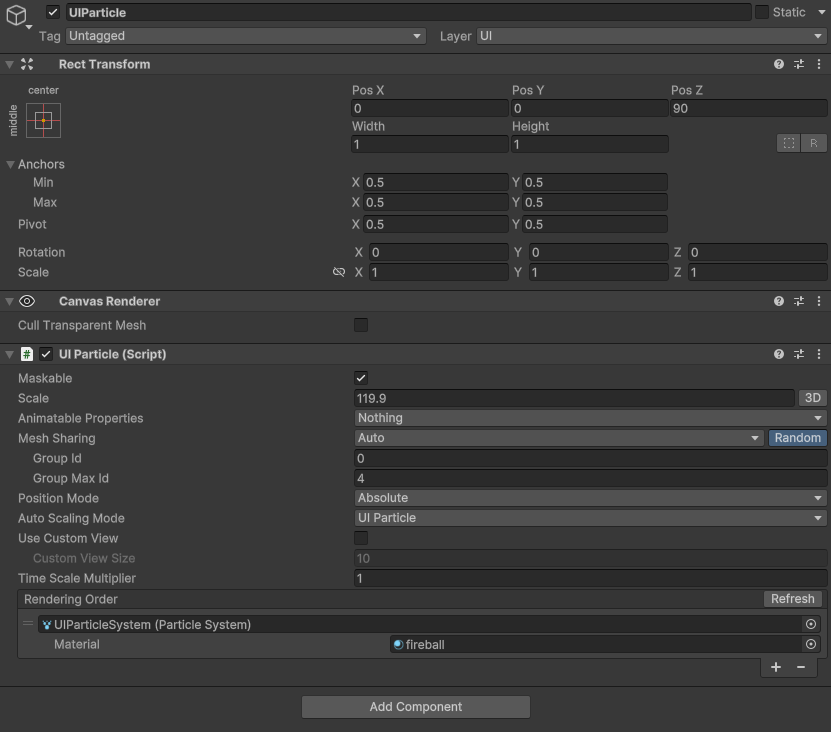 UIParticle Static
Tag Untagged Layer UI
Rect Transform
center
middle
Pos X Pos Y Pos Z
0 0 90
Width Height
1 1
R
Anchors
Min X 0.5 Y 0.5
Max X 0.5 Y 0.5
Pivot X 0.5 Y 0.5
Rotation X 0 Y 0 Z 0
Scale X 1 Y 1 Z 1
Canvas Renderer
Cull Transparent Mesh
# UI Particle (Script)
Maskable
Scale 119.9 3D
Animatable Properties Nothing
Mesh Sharing Auto Random
Group Id 0
Group Max Id 4
Position Mode Absolute
Auto Scaling Mode UI Particle
Use Custom View
Custom View Size 10
Time Scale Multiplier 1
Rendering Order Refresh
UIParticleSystem (Particle System)
Material fireball
+ −
Add Component